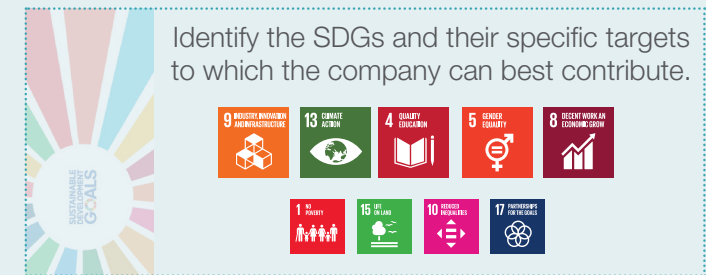 Identify the SDGs and their specific targets
to which the company can best contribute.
9 INDUSTRY, INNOVATION
AND INFRASTRUCTURE
13 CLIMATE
ACTION
4 QUALITY
EDUCATION
5 GENDER
EQUALITY
8 DECENT WORK AN
ECONOMIC GROW
1 NO
POVERTY
15 LIFE
ON LAND
10 REDUCED
INEQUALITIES
17 PARTNERSHIPS
FOR THE GOALS
SUSTAINABLE
DEVELOPMENT
GOALS